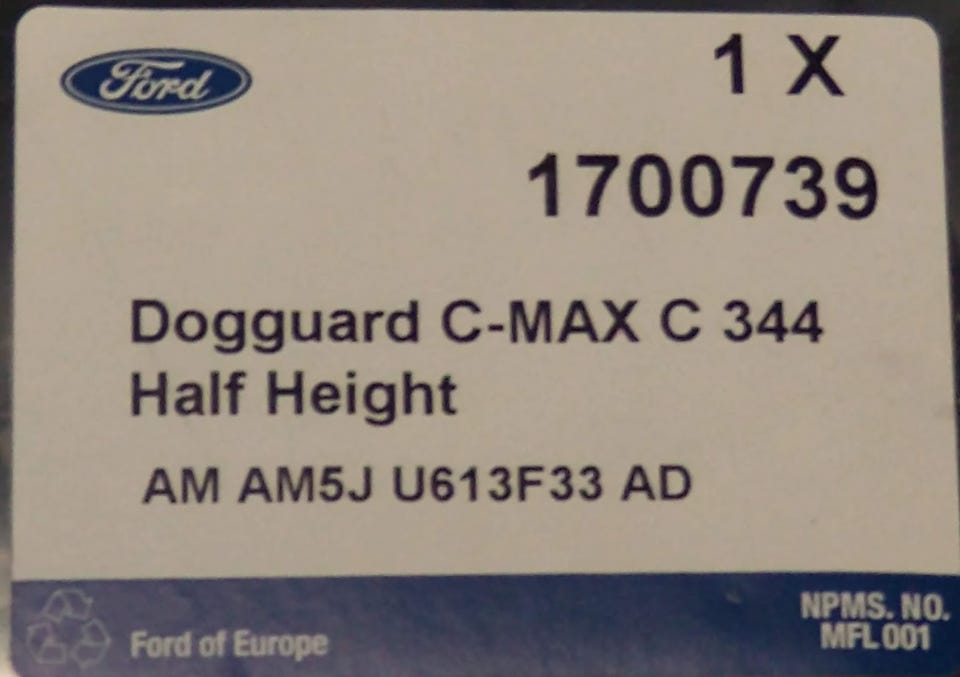 Ford
1 X
1700739
Dogguard C-MAX C 344
Half Height
AM AM5J U613F33 AD
Ford of Europe
NPMS. NO.
MFL001